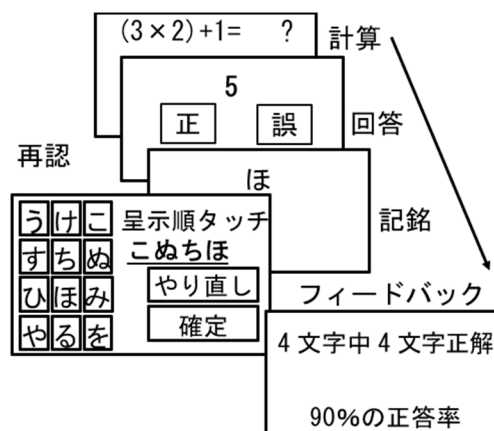 (3×2)+1= ?
計算
5
正 誤
回答
再認
ほ
記銘
うけこ
すちぬ
ひほみ
やるを
呈示順タッチ
こぬちほ
やり直し
確定
フィードバック
4文字中4文字正解
90%の正答率